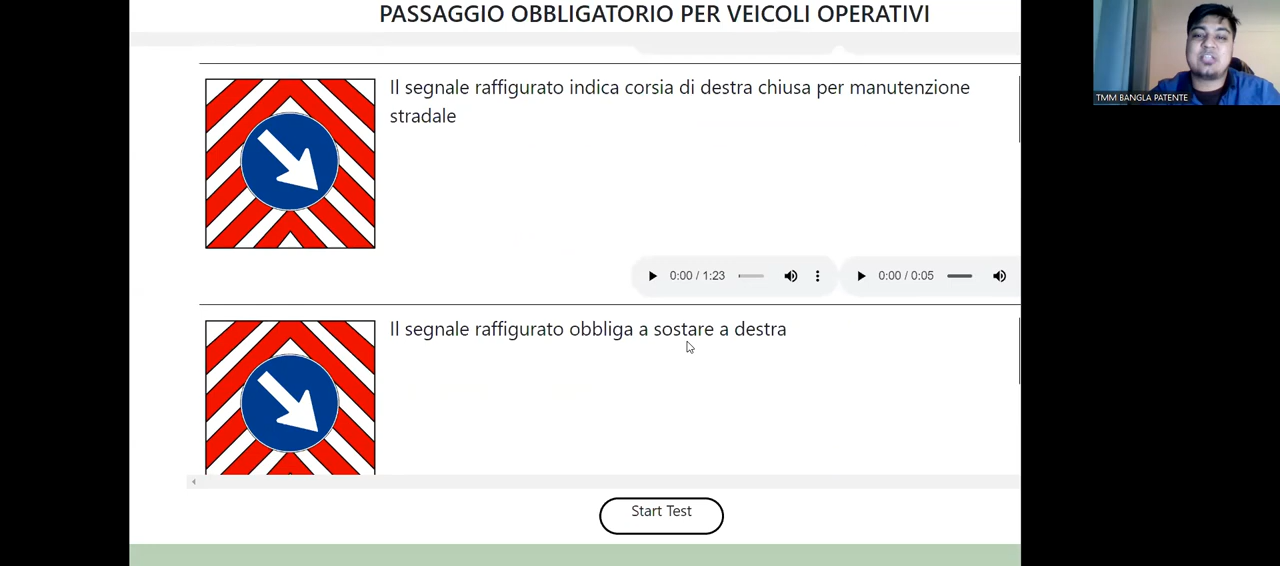 PASSAGGIO OBBLIGATORIO PER VEICOLI OPERATIVI
TMM BANGLA PATENTE
Il segnale raffigurato indica corsia di destra chiusa per manutenzione
stradale
0:00 / 1:23
0:00 / 0:05
Il segnale raffigurato obbliga a sostare a destra
Start Test